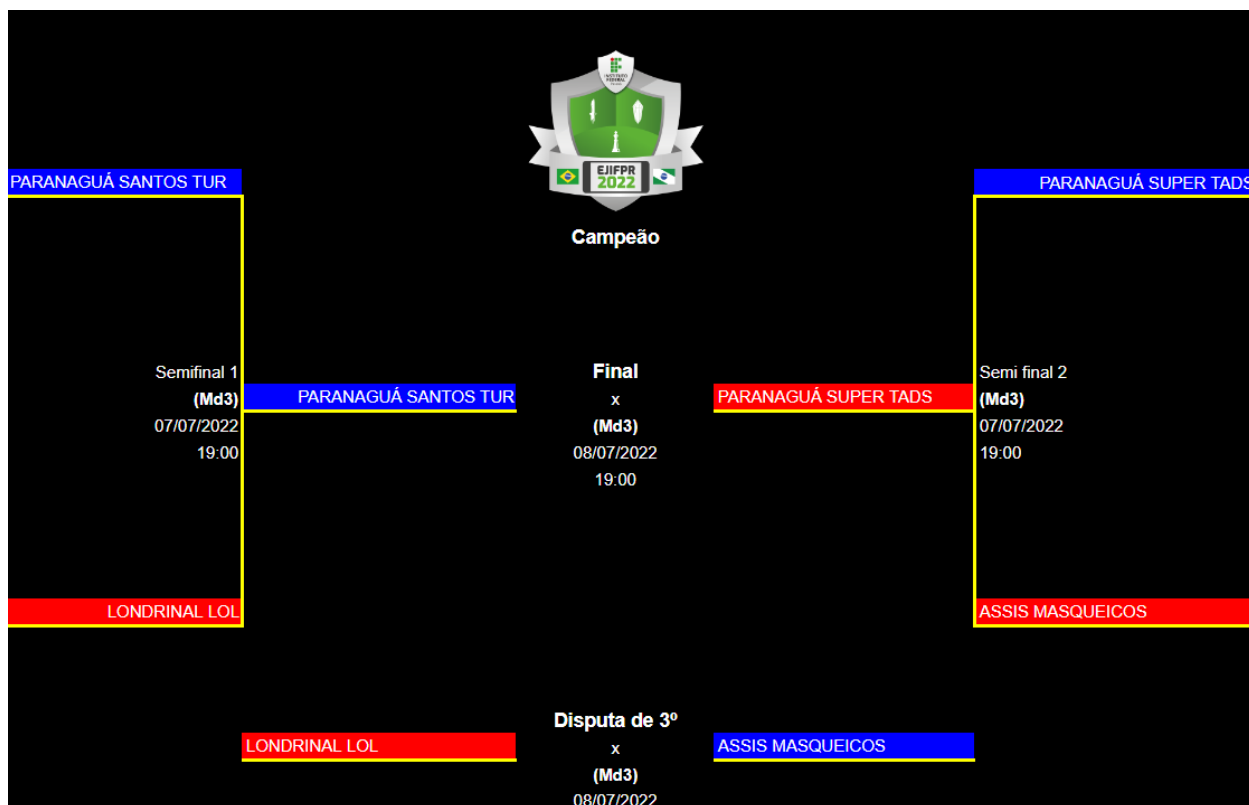 INSTITUTO
FEDERAL
EJIFPR
2022
PARANAGUÁ SANTOS TUR
PARANAGUÁ SUPER TADS
Campeão
Semifinal 1
(Md3)
07/07/2022
19:00
PARANAGUÁ SANTOS TUR
Final
x
(Md3)
08/07/2022
19:00
PARANAGUÁ SUPER TADS
Semi final 2
(Md3)
07/07/2022
19:00
LONDRINAL LOL
ASSIS MASQUEICOS
Disputa de 3º
LONDRINAL LOL
x
ASSIS MASQUEICOS
(Md3)
08/07/2022